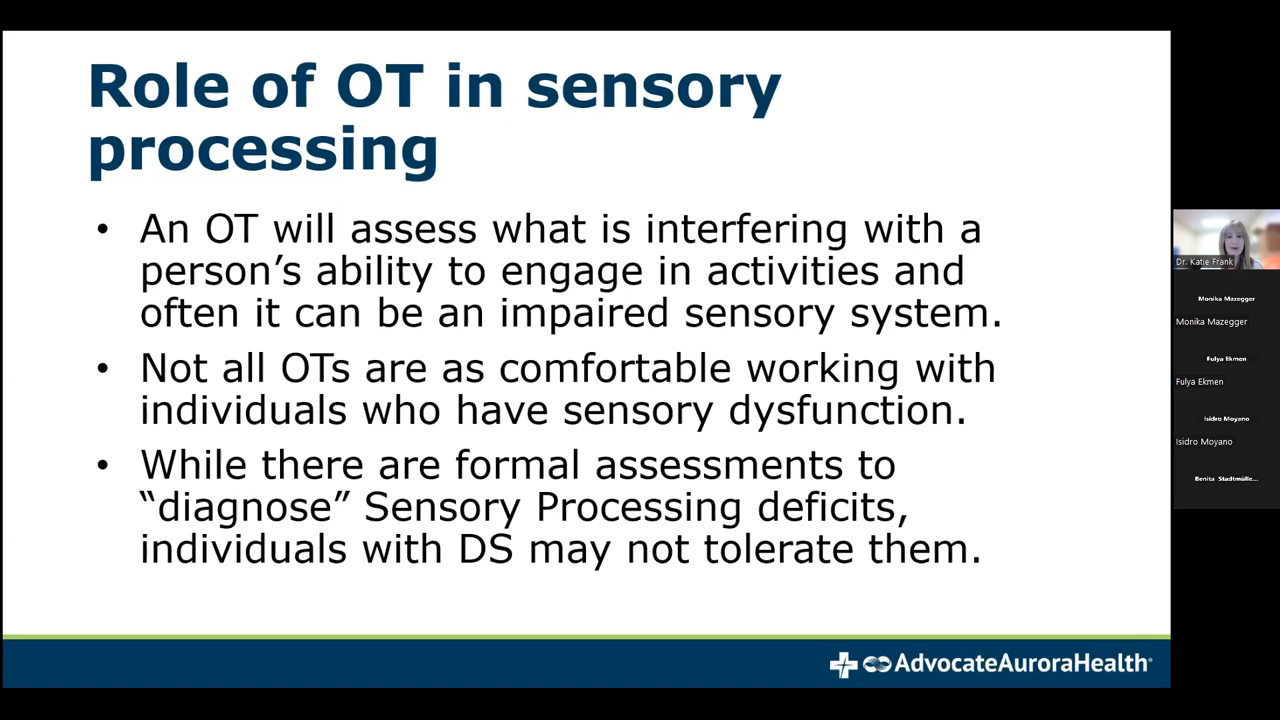 Role of OT in sensory
processing
• An OT will assess what is interfering with a
person’s ability to engage in activities and
often it can be an impaired sensory system.
• Not all OTs are as comfortable working with
individuals who have sensory dysfunction.
• While there are formal assessments to
“diagnose” Sensory Processing deficits,
individuals with DS may not tolerate them.
AdvocateAuroraHealth®
Dr. Katie Frank
Monika Mazegger
Monika Mazegger
Fulya Ekmen
Fulya Ekmen
Isidro Moyano
Isidro Moyano
Benita Stadtmülle...